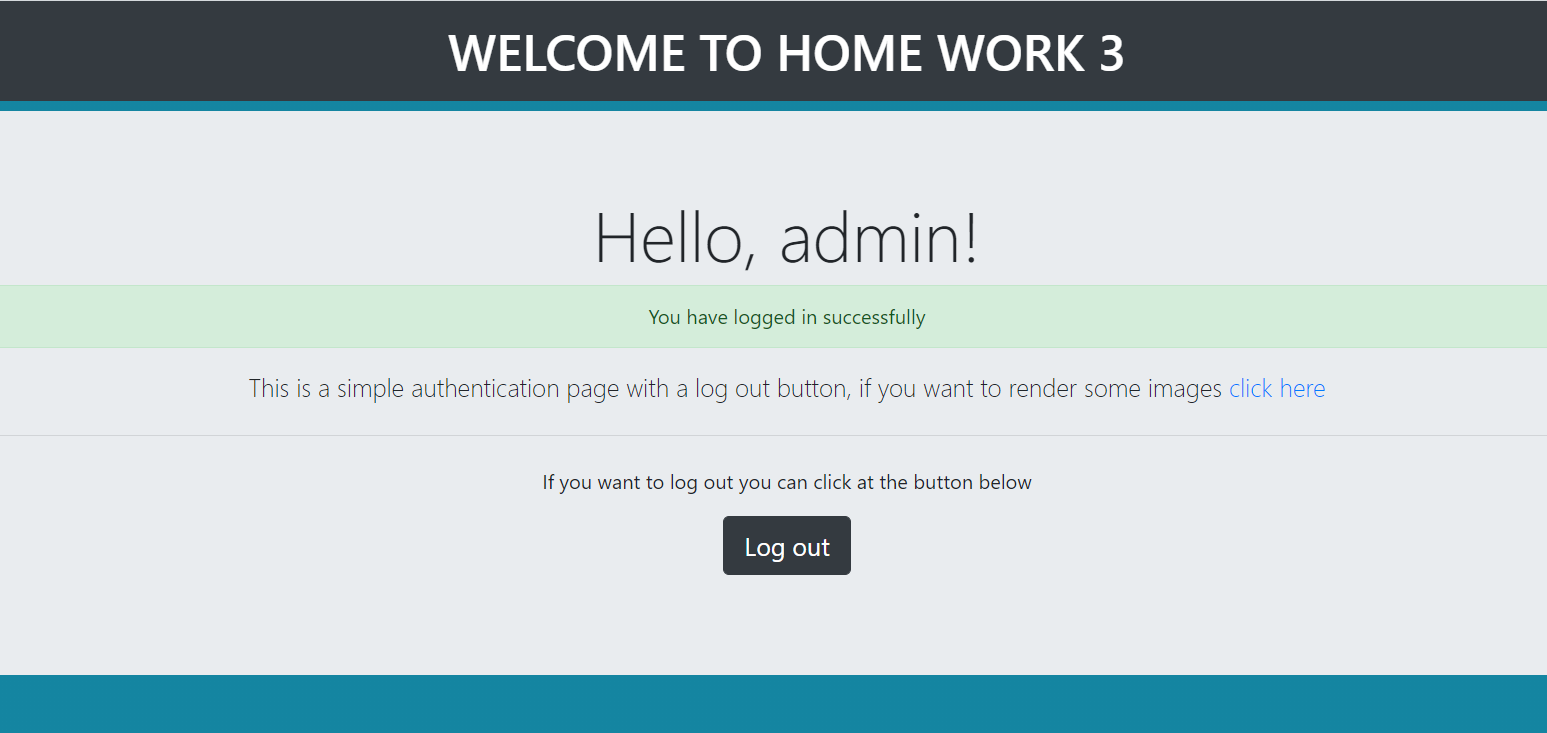 WELCOME TO HOME WORK 3
Hello, admin!
You have logged in successfully
This is a simple authentication page with a log out button, if you want to render some images click here
If you want to log out you can click at the button below
Log out